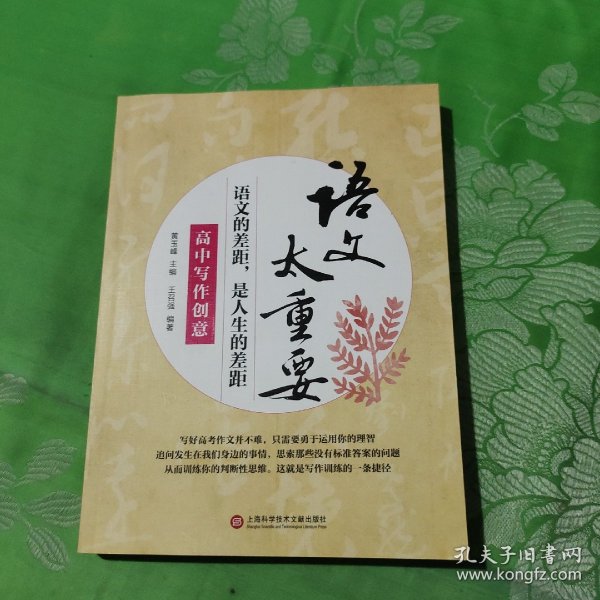 语文太重要
语文的差距，是人生的差距
高中写作创意
黄玉峰 主编 王召强 编著
写好高考作文并不难，只需要勇于运用你的理智
追问发生在我们身边的事情，思索那些没有标准答案的问题
从而训练你的判断性思维。这就是写作训练的一条捷径
上海科学技术文献出版社
Shanghai Scientific and Technological Literature Press
孔夫子旧书网
www.kongfz.com